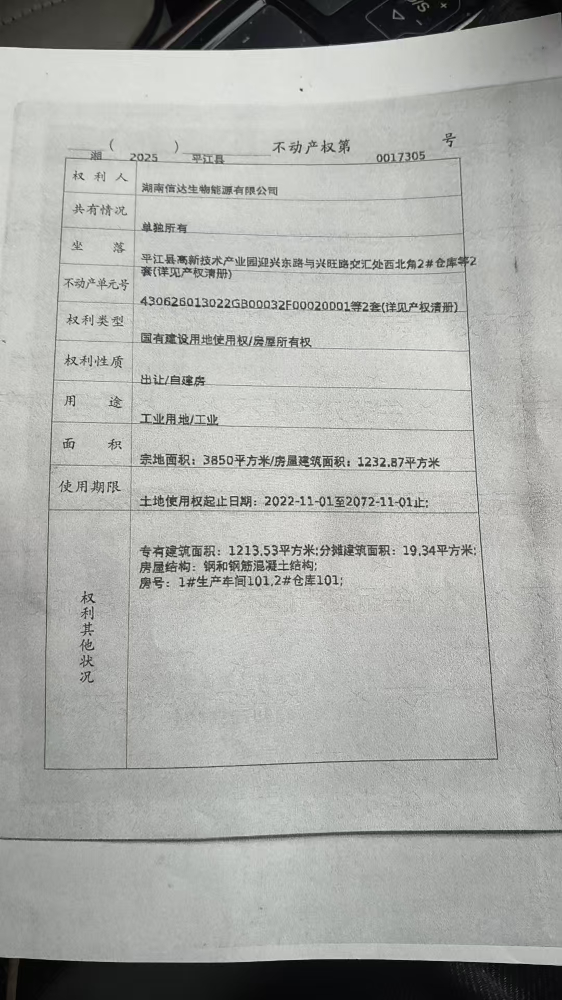 湘(2025)平江县不动产权第0017305号
权利人 湖南信达生物能源有限公司
共有情况 单独所有
坐落 平江县高新技术产业园迎兴东路与兴旺路交汇处西北角2#仓库等2
套(详见产权清册)
不动产单元号 430626013022GB00032F00020001等2套(详见产权清册)
权利类型 国有建设用地使用权/房屋所有权
权利性质 出让/自建房
用途 工业用地/工业
面积 宗地面积：3850平方米/房屋建筑面积：1232.87平方米
使用期限 土地使用权起止日期：2022-11-01至2072-11-01止;
权利其他状况
专有建筑面积：1213.53平方米;分摊建筑面积：19.34平方米;
房屋结构：钢和钢筋混凝土结构;
房号：1#生产车间101,2#仓库101;